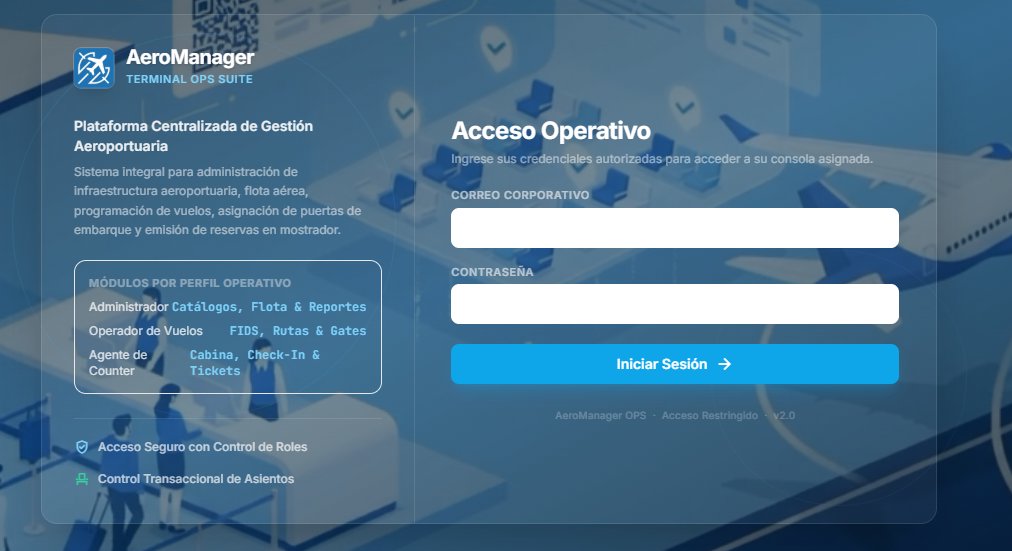 AeroManager
TERMINAL OPS SUITE
Plataforma Centralizada de Gestión
Aeroportuaria
Sistema integral para administración de
infraestructura aeroportuaria, flota aérea,
programación de vuelos, asignación de puertas de
embarque y emisión de reservas en mostrador.
MÓDULOS POR PERFIL OPERATIVO
Administrador Catálogos, Flota & Reportes
Operador de Vuelos FIDS, Rutas & Gates
Agente de Counter Cabina, Check-In & Tickets
Acceso Seguro con Control de Roles
Control Transaccional de Asientos
Acceso Operativo
Ingrese sus credenciales autorizadas para acceder a su consola asignada.
CORREO CORPORATIVO
CONTRASEÑA
Iniciar Sesión →
AeroManager OPS · Acceso Restringido · v2.0